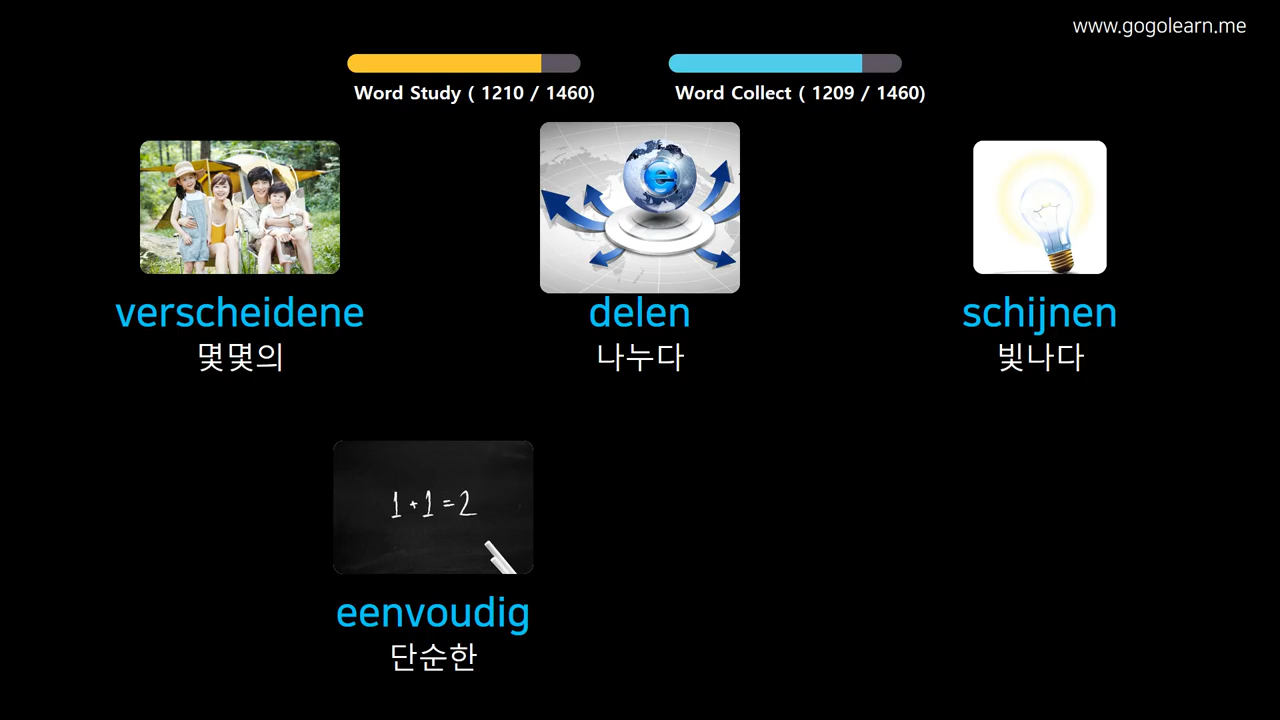 www.gogolearn.me
Word Study ( 1210 / 1460)
Word Collect ( 1209 / 1460)
e
verscheidene
몇몇의
delen
나누다
schijnen
빛나다
1+1=2
eenvoudig
단순한